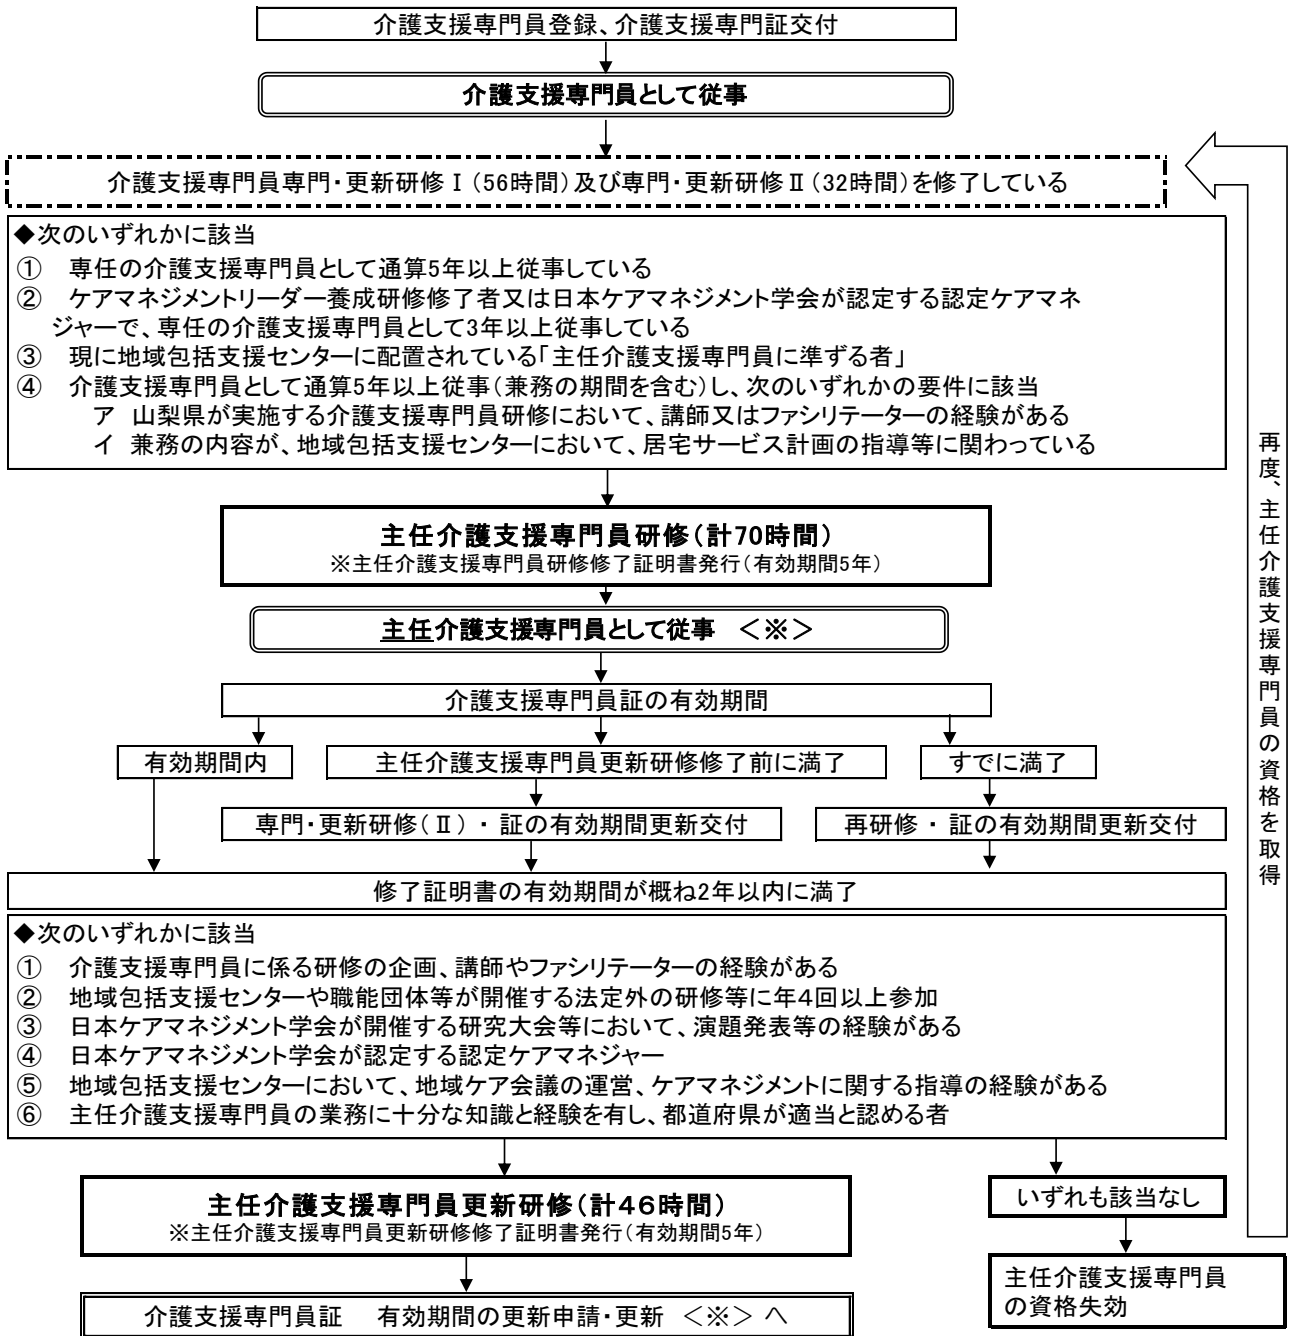 介護支援専門員登録、介護支援専門証交付
介護支援専門員として従事
介護支援専門員専門・更新研修Ⅰ(56時間)及び専門・更新研修Ⅱ(32時間)を修了している
◆次のいずれかに該当
① 専任の介護支援専門員として通算5年以上従事している
② ケアマネジメントリーダー養成研修修了者又は日本ケアマネジメント学会が認定する認定ケアマネ
ジャーで、専任の介護支援専門員として3年以上従事している
③ 現に地域包括支援センターに配置されている「主任介護支援専門員に準ずる者」
④ 介護支援専門員として通算5年以上従事(兼務の期間を含む)し、次のいずれかの要件に該当
ア 山梨県が実施する介護支援専門員研修において、講師又はファシリテーターの経験がある
イ 兼務の内容が、地域包括支援センターにおいて、居宅サービス計画の指導等に関わっている
主任介護支援専門員研修(計70時間)
※主任介護支援専門員研修修了証明書発行(有効期間5年)
主任介護支援専門員として従事 <※>
介護支援専門員証の有効期間
有効期間内
主任介護支援専門員更新研修修了前に満了
すでに満了
専門・更新研修(Ⅱ)・証の有効期間更新交付
再研修・証の有効期間更新交付
修了証明書の有効期間が概ね2年以内に満了
◆次のいずれかに該当
① 介護支援専門員に係る研修の企画、講師やファシリテーターの経験がある
② 地域包括支援センターや職能団体等が開催する法定外の研修等に年4回以上参加
③ 日本ケアマネジメント学会が開催する研究大会等において、演題発表等の経験がある
④ 日本ケアマネジメント学会が認定する認定ケアマネジャー
⑤ 地域包括支援センターにおいて、地域ケア会議の運営、ケアマネジメントに関する指導の経験がある
⑥ 主任介護支援専門員の業務に十分な知識と経験を有し、都道府県が適当と認める者
主任介護支援専門員更新研修(計46時間)
※主任介護支援専門員更新研修修了証明書発行(有効期間5年)
介護支援専門員証 有効期間の更新申請・更新 <※> へ
いずれも該当なし
主任介護支援専門員
の資格失効
再度、主任介護支援専門員の資格を取得